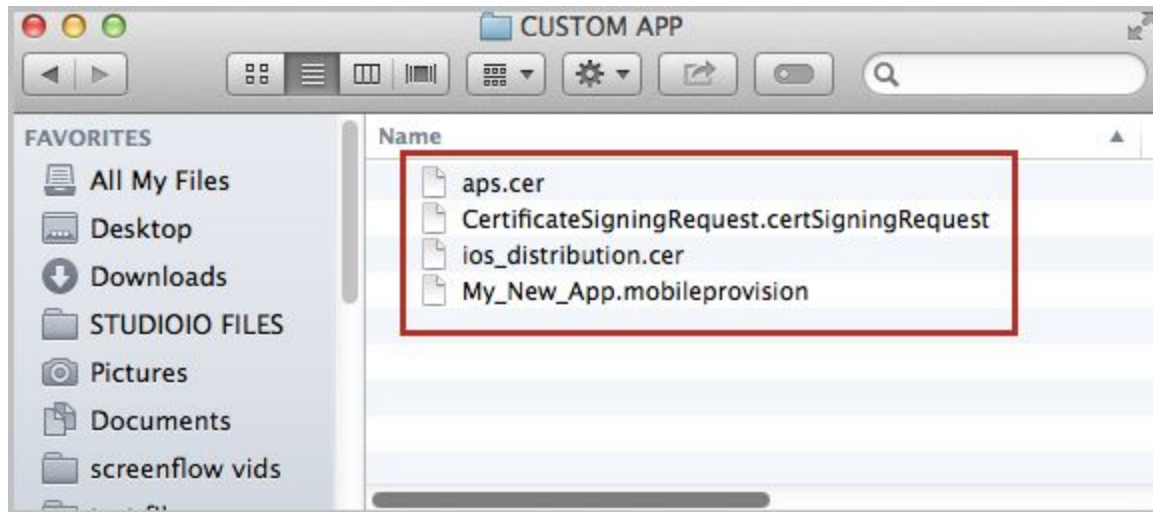 CUSTOM APP
FAVORITES
All My Files
Desktop
Downloads
STUDIOIO FILES
Pictures
Documents
screenflow vids
Name
aps.cer
CertificateSigningRequest.certSigningRequest
ios_distribution.cer
My_New_App.mobileprovision